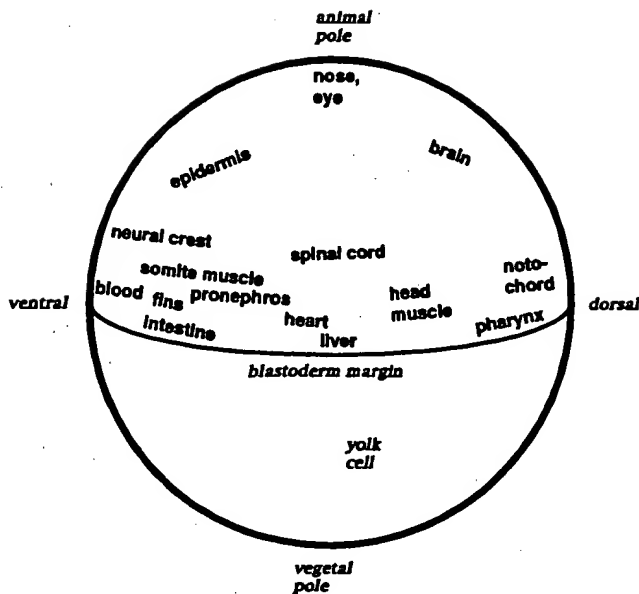 animal
pole
nose,
eye
epidermis
brain
neural crest
spinal cord
somite muscle
noto-
chord
blood
fins
pronephros
head
muscle
ventral
dorsal
intestine
heart
pharynx
liver
blastoderm margin
yolk
cell
vegetal
pole